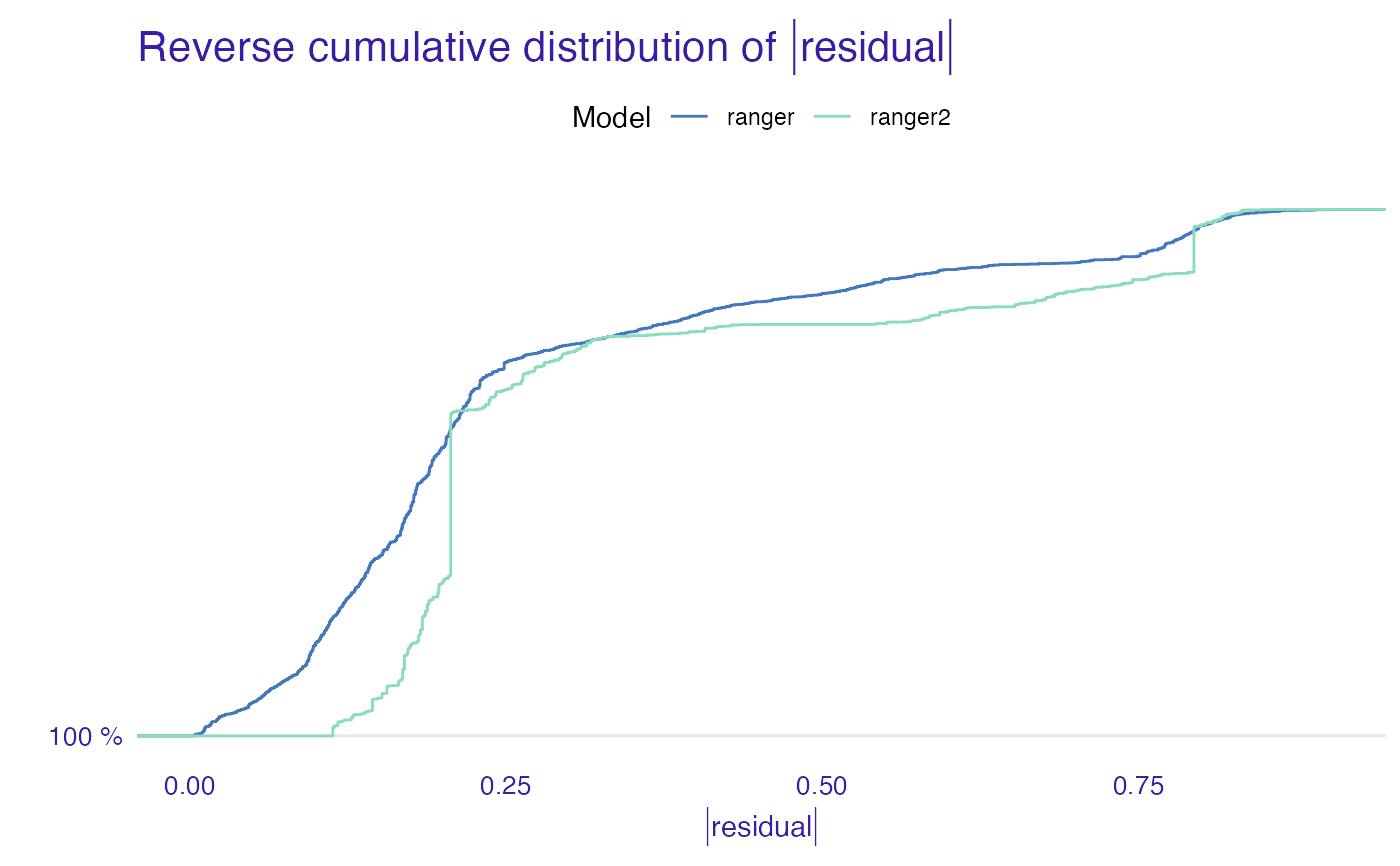 Reverse cumulative distribution of |residual|
Model ranger ranger2
100 %
0.00 0.25 0.50 0.75
|residual|